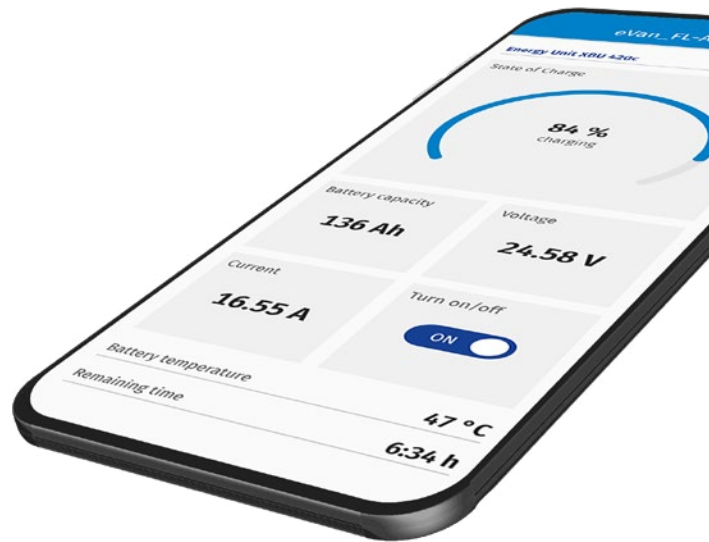 eVan_FL-A
Energy Unit XBU 420c
State of Charge
84 %
charging
Battery capacity
136 Ah
Voltage
24.58 V
Current
16.55 A
Turn on/off
ON
Battery temperature
47 °C
Remaining time
6:34 h